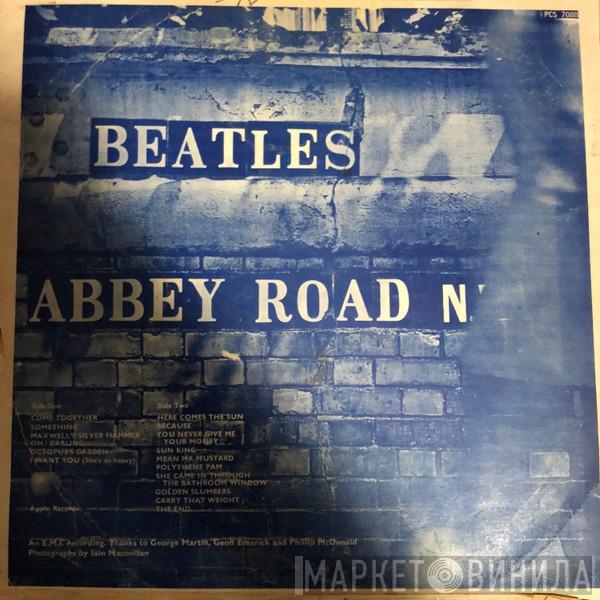 PCS 7088
BEATLES
ABBEY ROAD N
Side One
COME TOGETHER
SOMETHING
MAXWELL'S SILVER HAMMER
OH! DARLING
OCTOPUS'S GARDEN
I WANT YOU (She's so heavy)
Apple Records
Side Two
HERE COMES THE SUN
BECAUSE
YOU NEVER GIVE ME
YOUR MONEY
SUN KING
MEAN MR MUSTARD
POLYTHENE PAM
SHE CAME IN THROUGH
THE BATHROOM WINDOW
GOLDEN SLUMBERS
CARRY THAT WEIGHT
THE END
An E.M.I. recording. Thanks to George Martin, Geoff Emerick and Phillip McDonald
Photographs by Iain Macmillan
МАРКЕТ ВИНИЛА